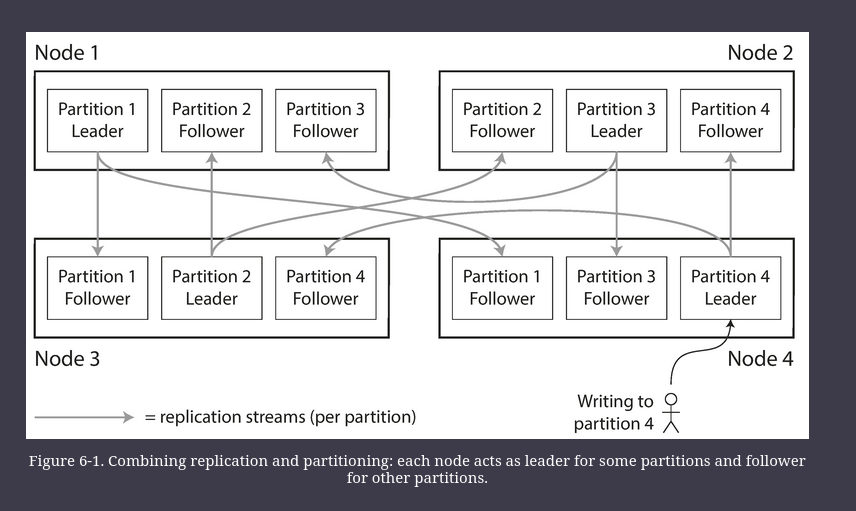 Node 1
Node 2
Partition 1
Leader
Partition 2
Follower
Partition 3
Follower
Partition 2
Follower
Partition 3
Leader
Partition 4
Follower
Partition 1
Follower
Partition 2
Leader
Partition 4
Follower
Partition 1
Follower
Partition 3
Follower
Partition 4
Leader
Node 3
Node 4
= replication streams (per partition)
Writing to
partition 4
Figure 6-1. Combining replication and partitioning: each node acts as leader for some partitions and follower
for other partitions.